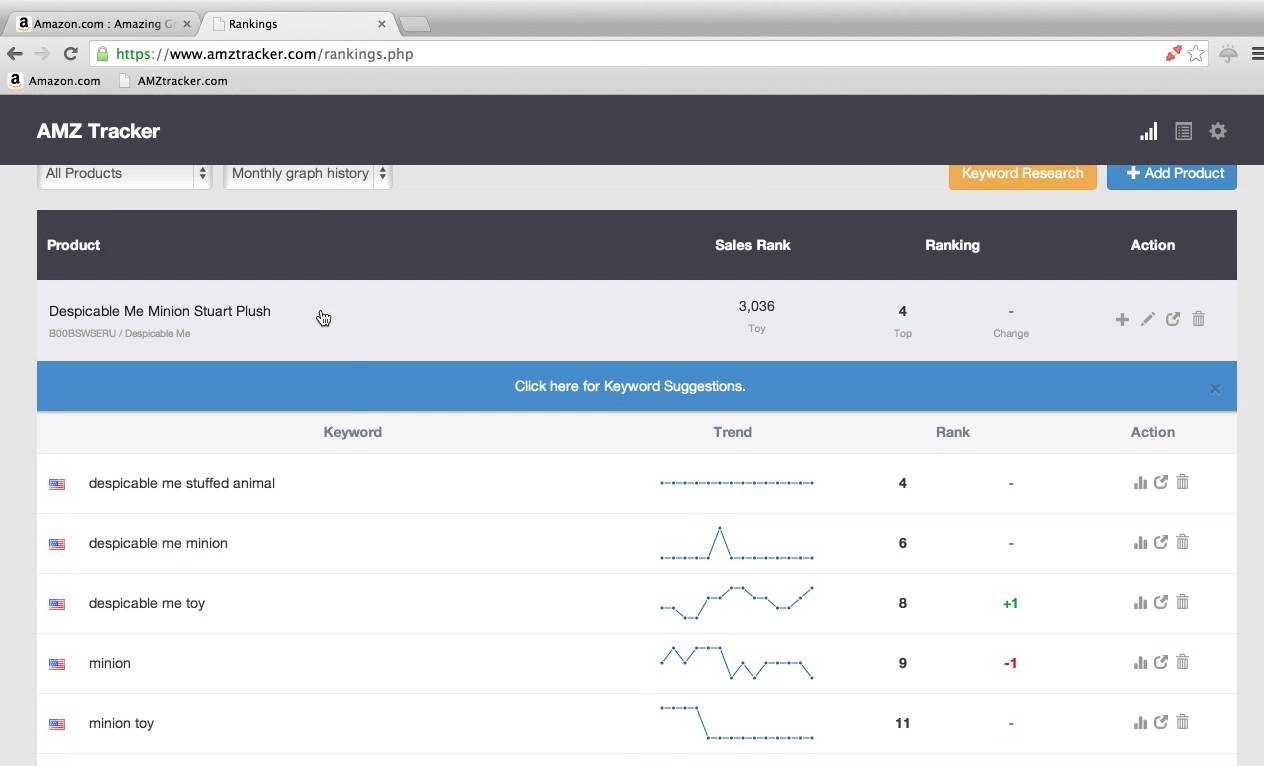 Amazon.com : Amazing Gr
Rankings
https://www.amztracker.com/rankings.php
Amazon.com
AMZtracker.com
AMZ Tracker
All Products
Monthly graph history
Keyword Research
Add Product
Product Sales Rank Ranking Action
Despicable Me Minion Stuart Plush 3,036 4 -
B00BSWSERU / Despicable Me Toy Top Change
Click here for Keyword Suggestions. ×
Keyword Trend Rank Action
despicable me stuffed animal 4 -
despicable me minion 6 -
despicable me toy 8 +1
minion 9 -1
minion toy 11 -